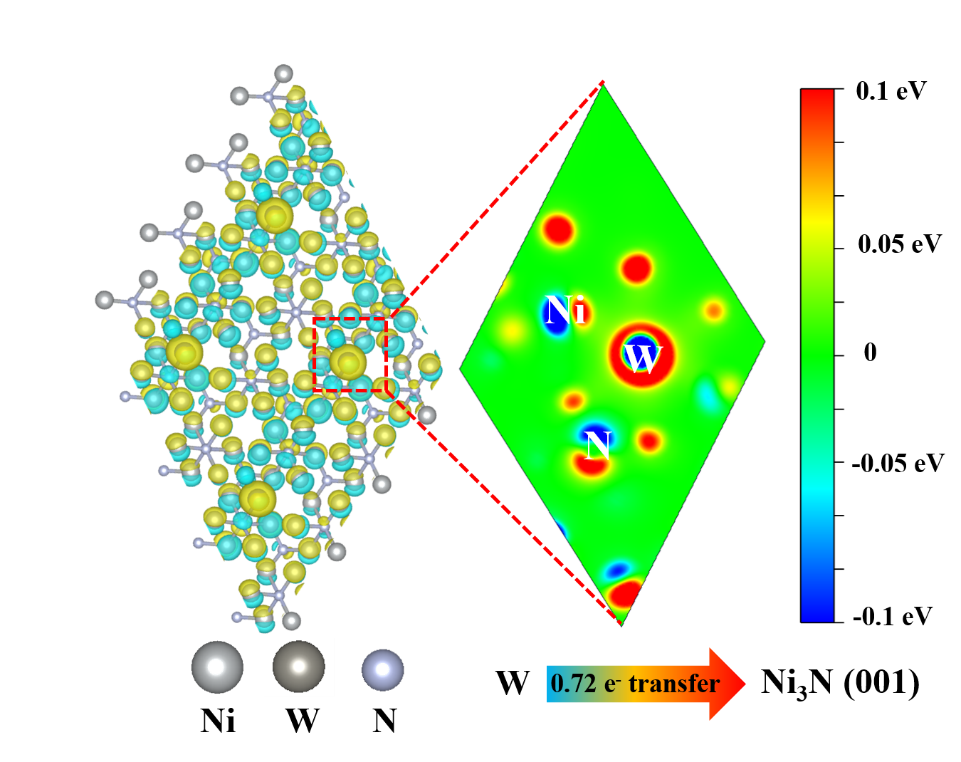 0.1 eV
0.05 eV
0
-0.05 eV
-0.1 eV
Ni
W
N
Ni
W
N
W
0.72 e⁻ transfer
Ni₃N (001)